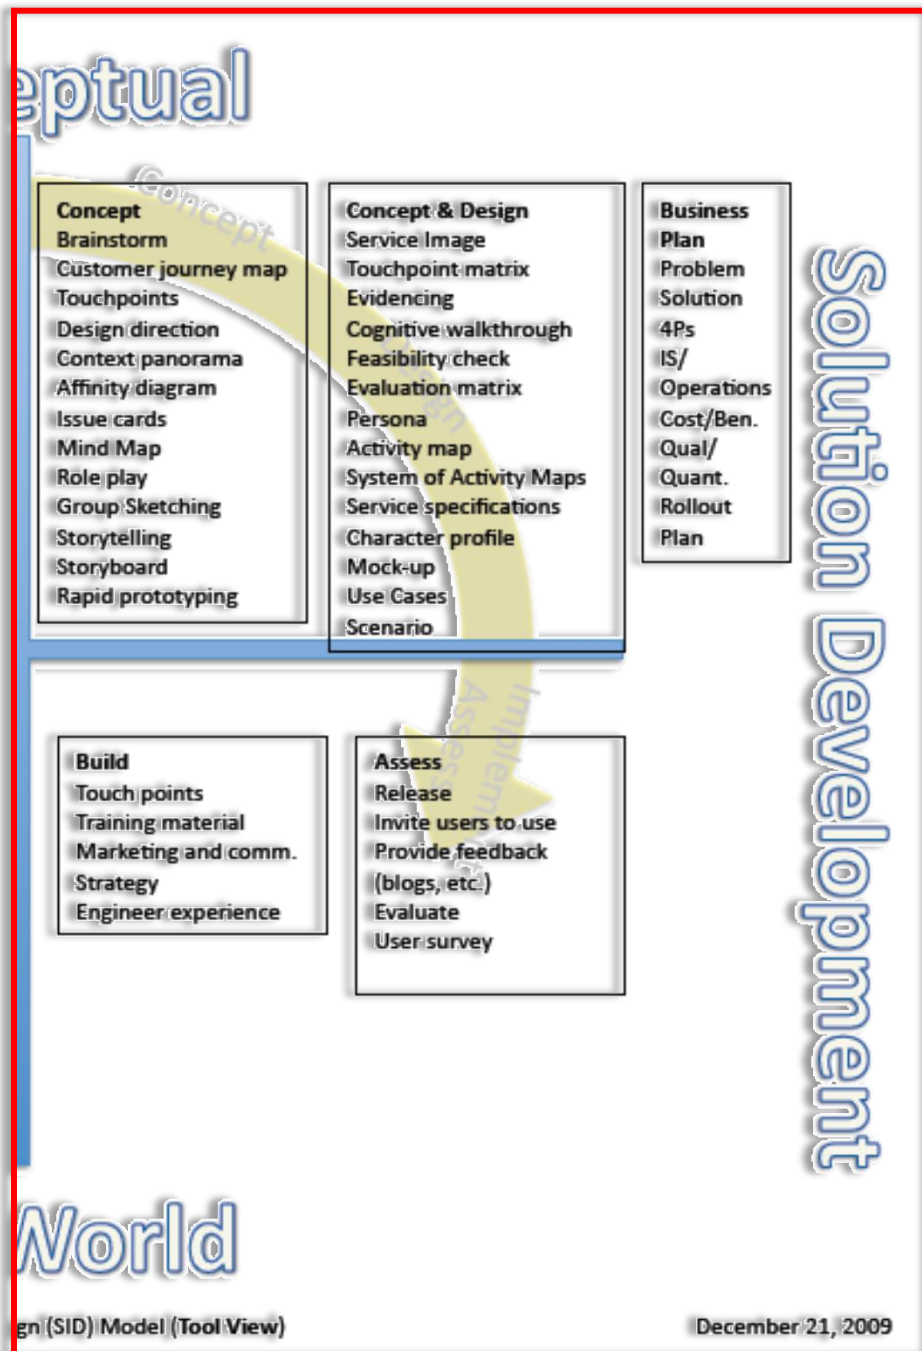 eptual
Concept
Concept
Brainstorm
Customer journey map
Touchpoints
Design direction
Context panorama
Affinity diagram
Issue cards
Mind Map
Role play
Group Sketching
Storytelling
Storyboard
Rapid prototyping
Concept & Design
Service Image
Touchpoint matrix
Evidencing
Cognitive walkthrough
Feasibility check
Evaluation matrix
Persona
Activity map
System of Activity Maps
Service specifications
Character profile
Mock-up
Use Cases
Scenario
Business
Plan
Problem
Solution
4Ps
IS/
Operations
Cost/Ben.
Qual/
Quant.
Rollout
Plan
Solution Development
Build
Touch points
Training material
Marketing and comm.
Strategy
Engineer experience
Assess
Release
Invite users to use
Provide feedback
(blogs, etc.)
Evaluate
User survey
World
gn (SID) Model (Tool View)
December 21, 2009